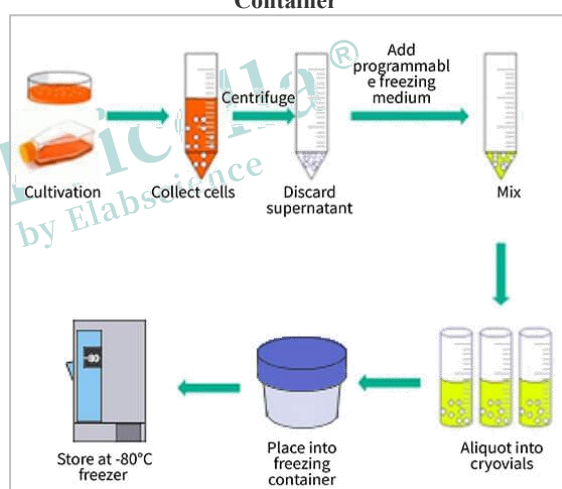 Container
Add
programmabl
e freezing
medium
Centrifuge
®
Cultivation
Collect cells
Discard
supernatant
Mix
by Elabscience
-80
Store at -80°C
freezer
Place into
freezing
container
Aliquot into
cryovials